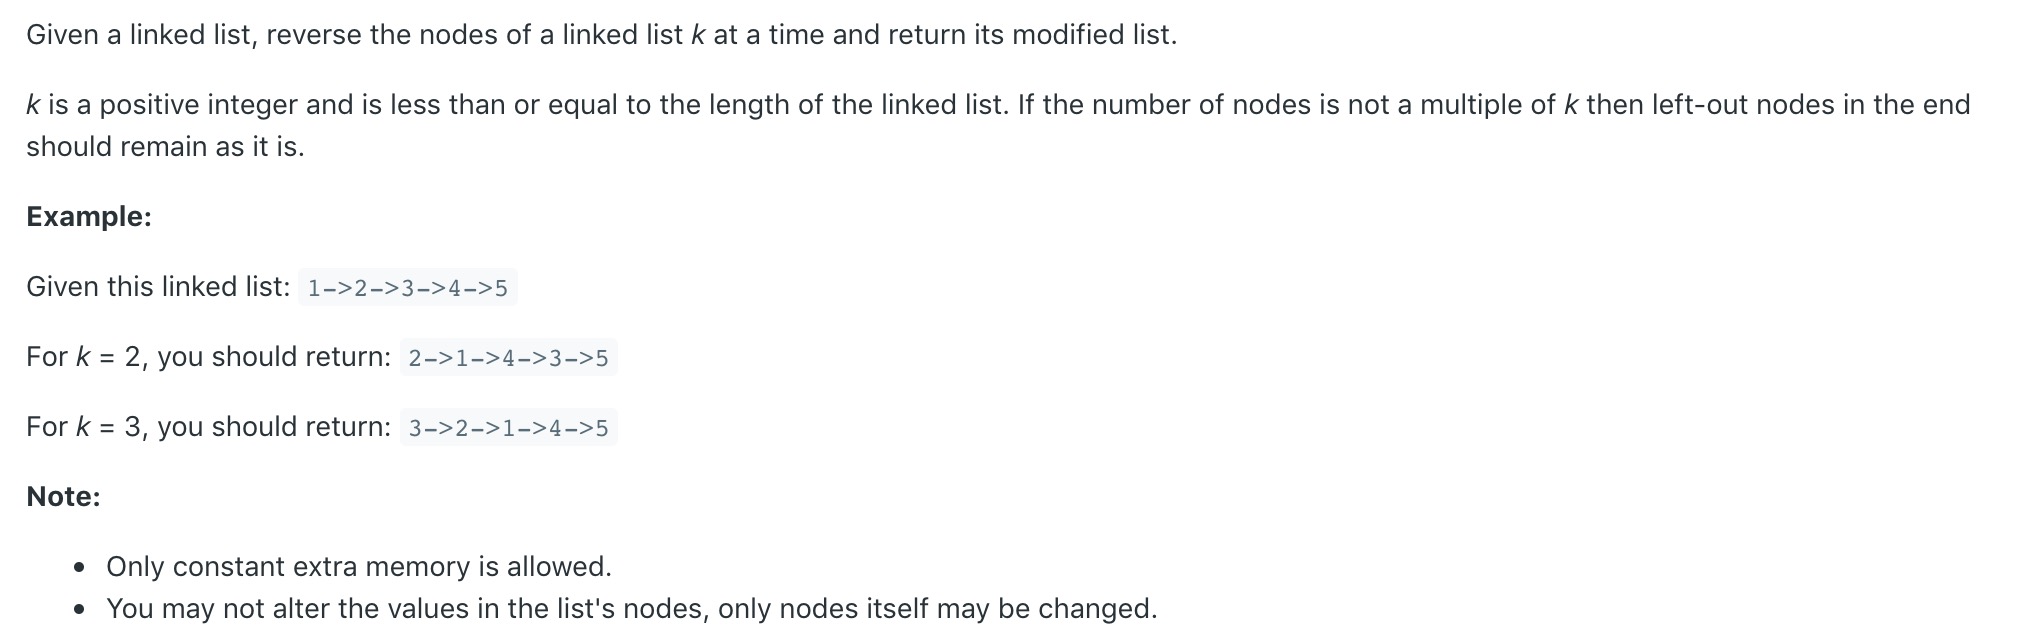 Given a linked list, reverse the nodes of a linked list k at a time and return its modified list.
k is a positive integer and is less than or equal to the length of the linked list. If the number of nodes is not a multiple of k then left-out nodes in the end
should remain as it is.
Example:
Given this linked list: 1->2->3->4->5
For k = 2, you should return: 2->1->4->3->5
For k = 3, you should return: 3->2->1->4->5
Note:
• Only constant extra memory is allowed.
• You may not alter the values in the list's nodes, only nodes itself may be changed.